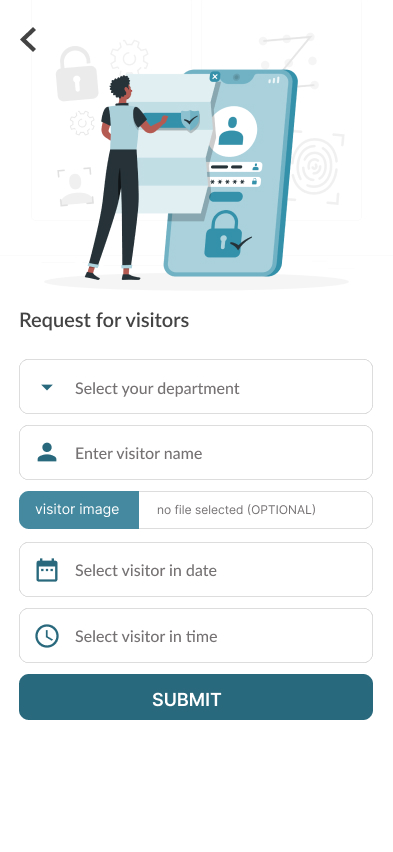 Request for visitors
Select your department
Enter visitor name
visitor image no file selected (OPTIONAL)
Select visitor in date
Select visitor in time
SUBMIT